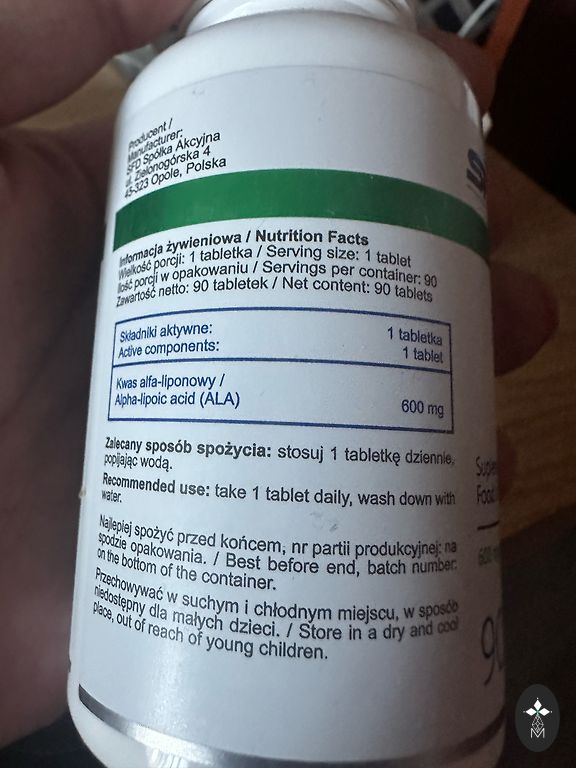 Producent /
Manufacturer:
SFD Spółka Akcyjna
ul. Zielonogórska 4
45-323 Opole, Polska
Informacja żywieniowa / Nutrition Facts
Wielkość porcji: 1 tabletka / Serving size: 1 tablet
Ilość porcji w opakowaniu / Servings per container: 90
Zawartość netto: 90 tabletek / Net content: 90 tablets
Składniki aktywne: 1 tabletka
Active components: 1 tablet
Kwas alfa-liponowy /
Alpha-lipoic acid (ALA) 600 mg
Zalecany sposób spożycia: stosuj 1 tabletkę dziennie,
popijając wodą.
Recommended use: take 1 tablet daily, wash down with
water.
Najlepiej spożyć przed końcem, nr partii produkcyjnej: na
spodzie opakowania. / Best before end, batch number:
on the bottom of the container.
Przechowywać w suchym i chłodnym miejscu, w sposób
niedostępny dla małych dzieci. / Store in a dry and cool
place, out of reach of young children.
Food
600
90